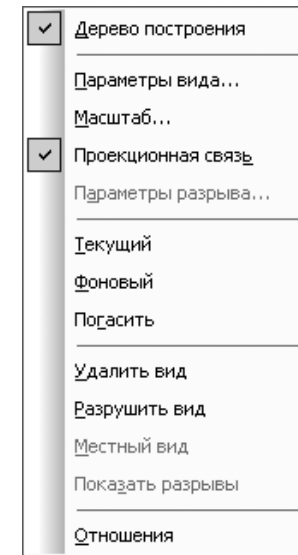 Дерево построения
Параметры вида...
Масштаб...
Проекционная связь
Параметры разрыва...
Текущий
Фоновый
Погасить
Удалить вид
Разрушить вид
Местный вид
Показать разрывы
Отношения